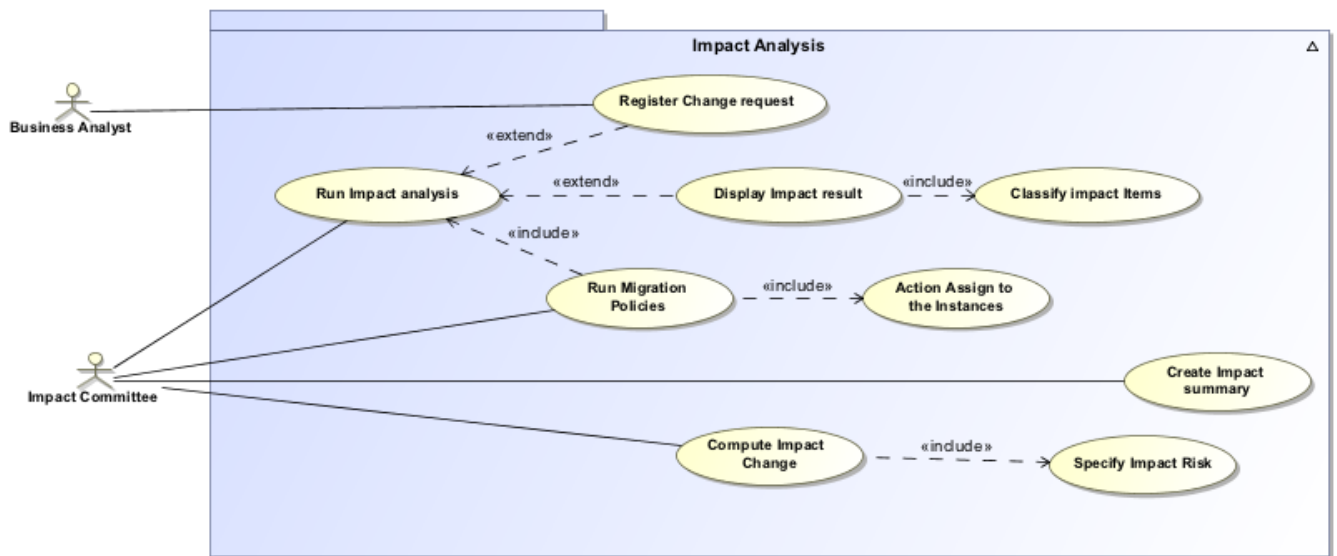 Impact Analysis
Register Change request
Business Analyst
«extend»
Run Impact analysis
«extend»
Display Impact result
«include»
Classify impact Items
«include»
Run Migration
Policies
«include»
Action Assign to
the Instances
Impact Committee
Create Impact
summary
Compute Impact
Change
«include»
Specify Impact Risk